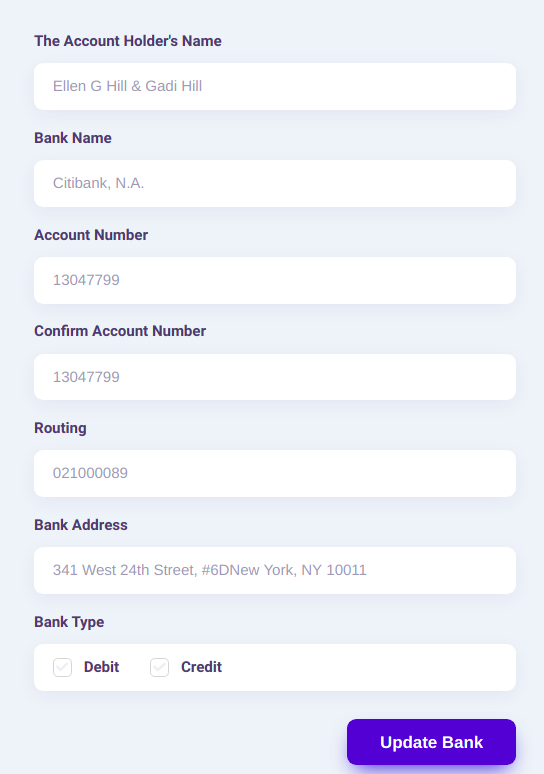 The Account Holder's Name
Ellen G Hill & Gadi Hill
Bank Name
Citibank, N.A.
Account Number
13047799
Confirm Account Number
13047799
Routing
021000089
Bank Address
341 West 24th Street, #6DNew York, NY 10011
Bank Type
Debit Credit
Update Bank